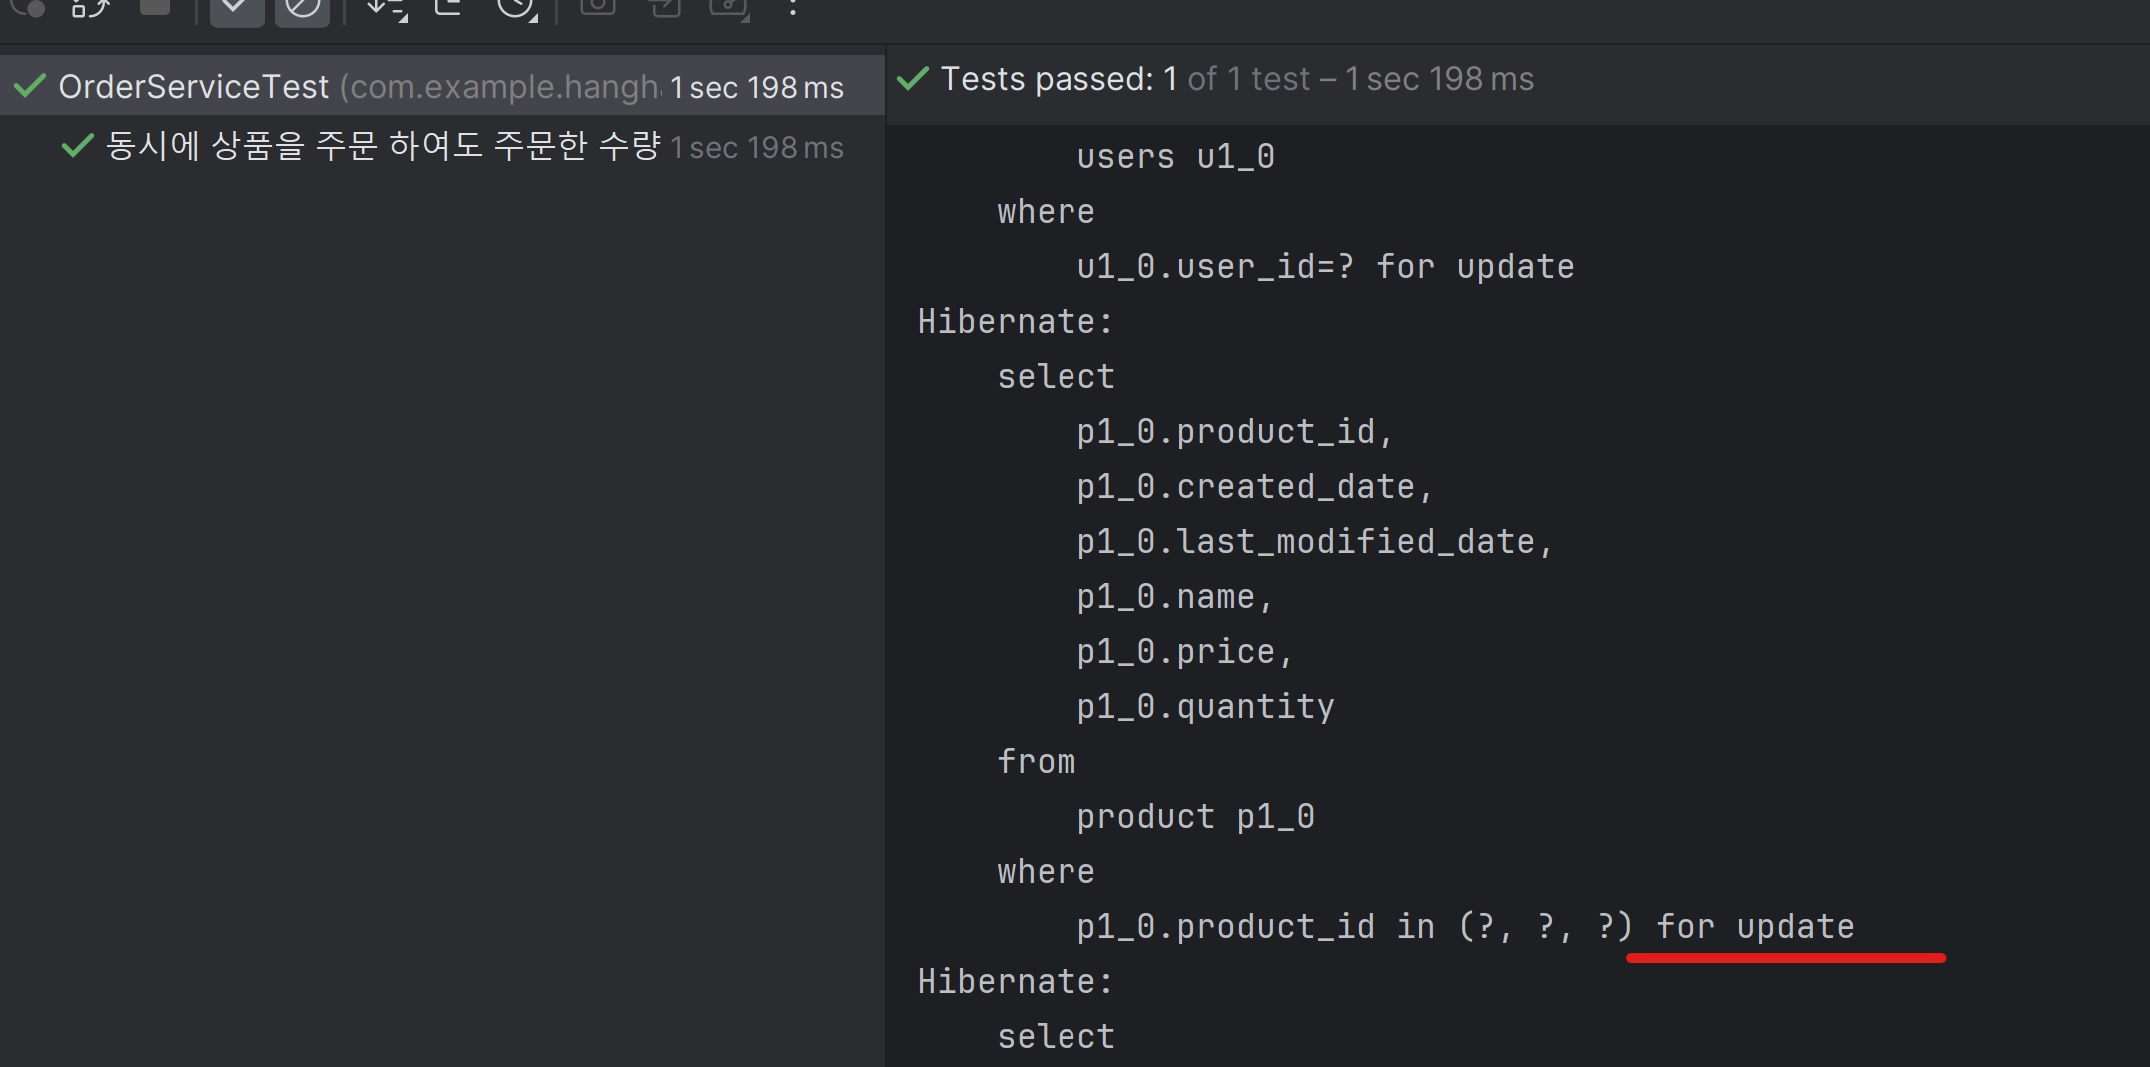 OrderServiceTest (com.example.hangh 1 sec 198 ms
동시에 상품을 주문 하여도 주문한 수량 1 sec 198 ms
Tests passed: 1 of 1 test – 1 sec 198 ms
users u1_0
where
u1_0.user_id=? for update
Hibernate:
select
p1_0.product_id,
p1_0.created_date,
p1_0.last_modified_date,
p1_0.name,
p1_0.price,
p1_0.quantity
from
product p1_0
where
p1_0.product_id in (?, ?, ?) for update
Hibernate:
select